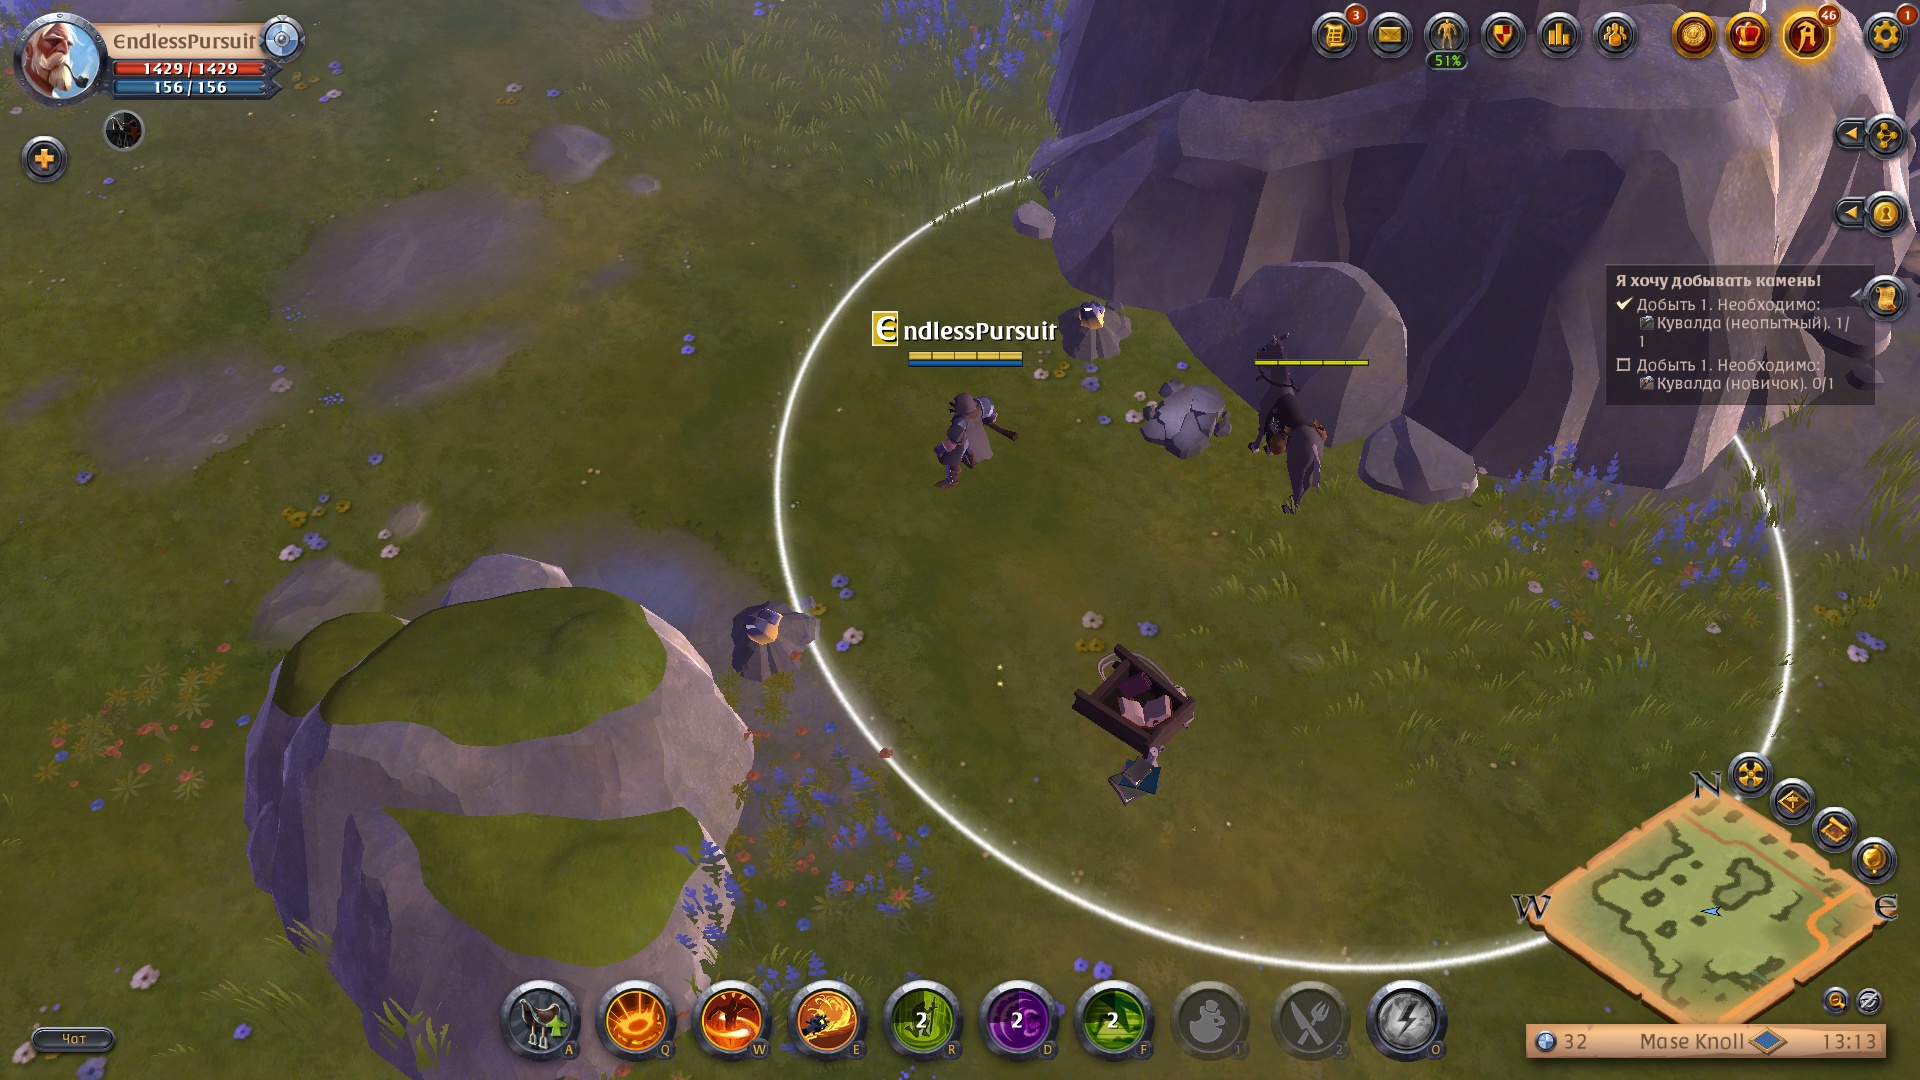 EndlessPursuit
1429 / 1429
156 / 156
3
51%
46
1
Я хочу добывать камень!
Добыть 1. Необходимо:
Кувалда (неопытный). 1/
1
Добыть 1. Необходимо:
Кувалда (новичок). 0/1
EndlessPursuit
N
W
E
Чат
A
Q
W
E
2
R
2
D
2
F
1
2
O
32
Mase Knoll
13:13